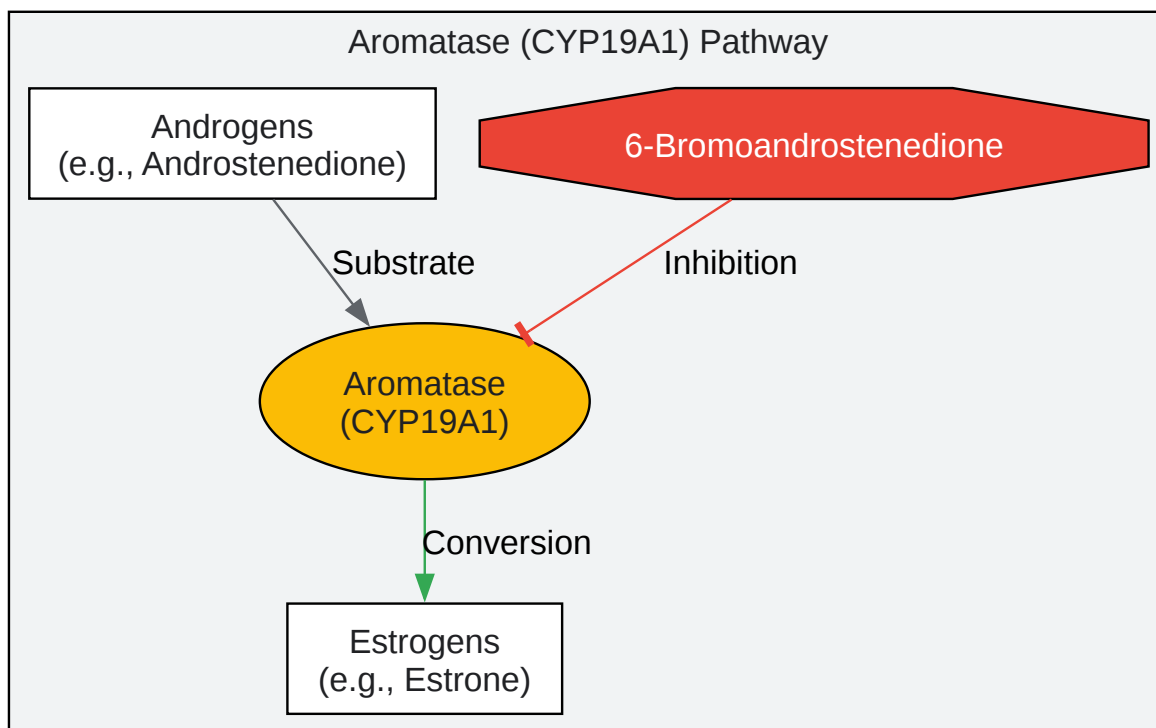 Aromatase (CYP19A1) Pathway
Androgens
(e.g., Androstenedione)
6-Bromoandrostenedione
Substrate
Inhibition
Aromatase
(CYP19A1)
Conversion
Estrogens
(e.g., Estrone)